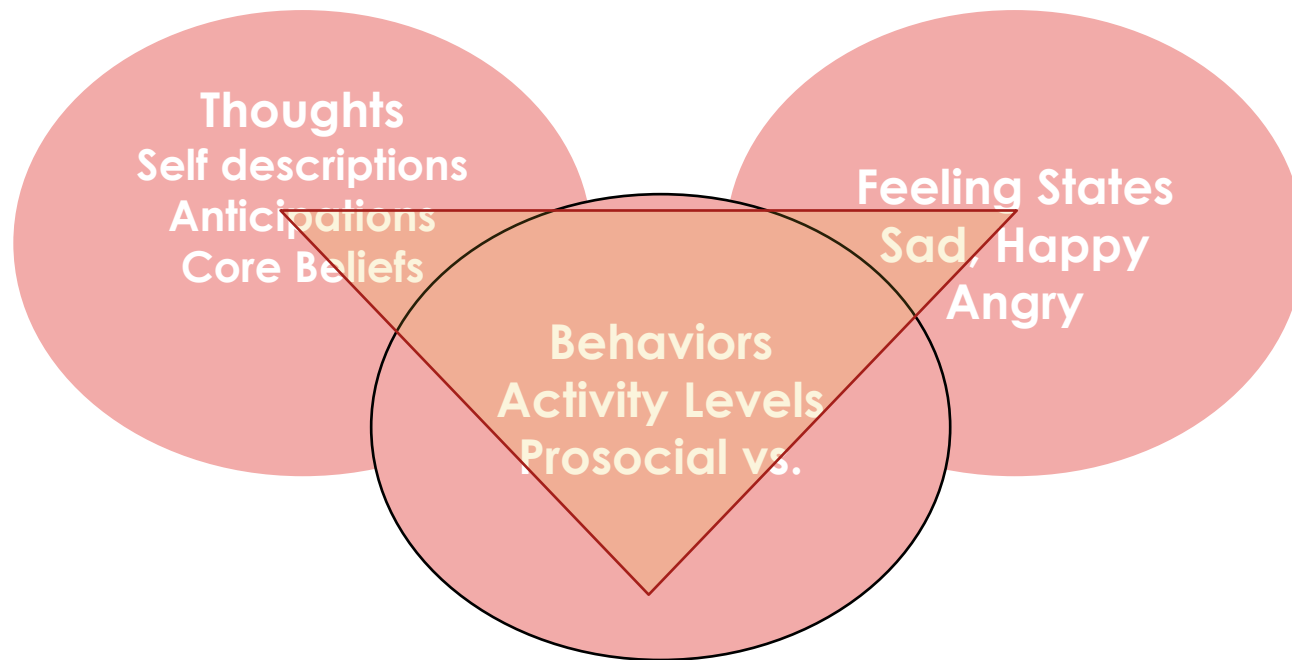 Thoughts
Self descriptions
Anticipations
Core Beliefs
Feeling States
Sad, Happy
Angry
Behaviors
Activity Levels
Prosocial vs.